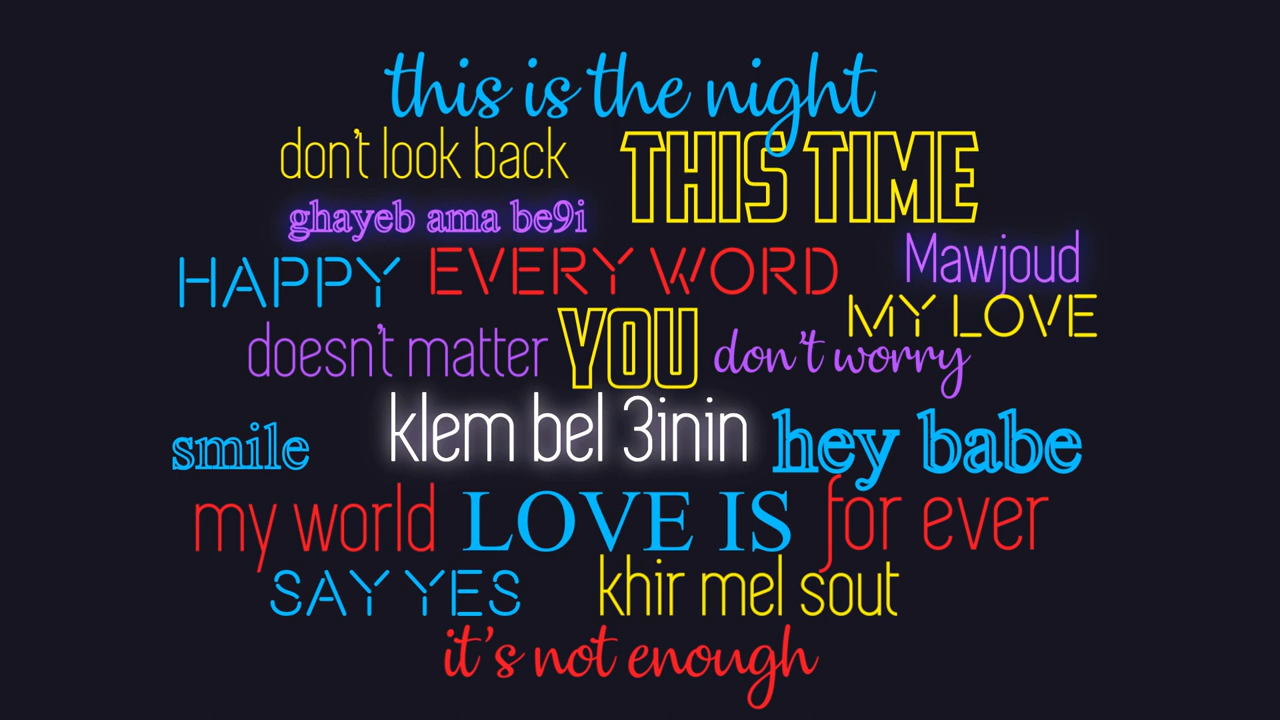 this is the night
don't look back THIS TIME
ghayeb ama be9i
HAPPY EVERY WORD Mawjoud
MY LOVE
doesn't matter YOU don't worry
klem bel 3inin
smile hey babe
my world LOVE IS for ever
SAY YES khir mel sout
it's not enough